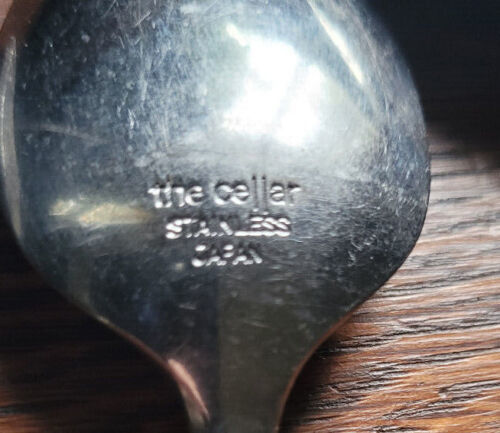 the cellar
STAINLESS
JAPAN